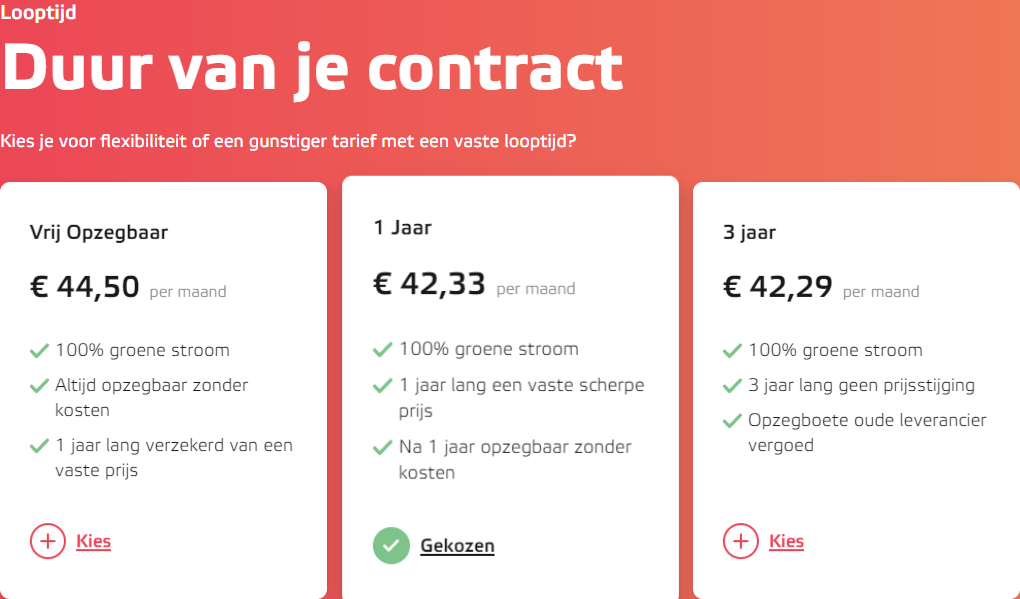 Looptijd
Duur van je contract
Kies je voor flexibiliteit of een gunstiger tarief met een vaste looptijd?
Vrij Opzegbaar
€ 44,50 per maand
100% groene stroom
Altijd opzegbaar zonder
kosten
1 jaar lang verzekerd van een
vaste prijs
Kies
1 Jaar
€ 42,33 per maand
100% groene stroom
1 jaar lang een vaste scherpe
prijs
Na 1 jaar opzegbaar zonder
kosten
Gekozen
3 jaar
€ 42,29 per maand
100% groene stroom
3 jaar lang geen prijsstijging
Opzegboete oude leverancier
vergoed
Kies